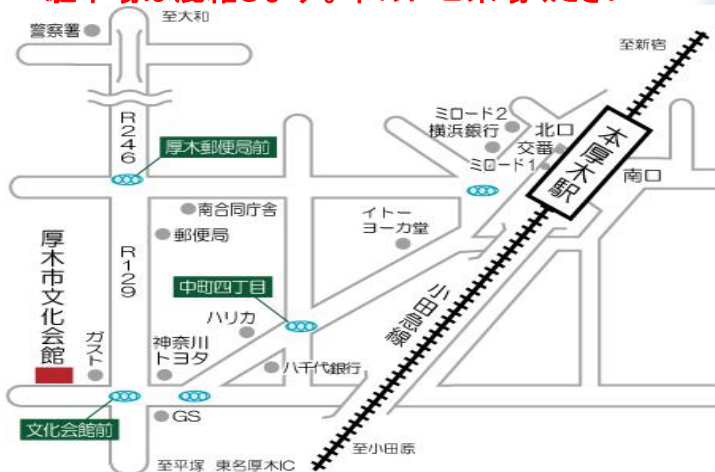 至大和
警察署
至新宿
R246
ミロード2
横浜銀行
北口
交番
ミロード1
本厚木駅
南口
厚木郵便局前
南合同庁舎
郵便局
イトー
ヨーカ堂
厚木市文化会館
R129
中町四丁目
小田急線
ガスト
ハリカ
神奈川
トヨタ
八千代銀行
文化会館前
GS
至小田原
至平塚 東名厚木IC